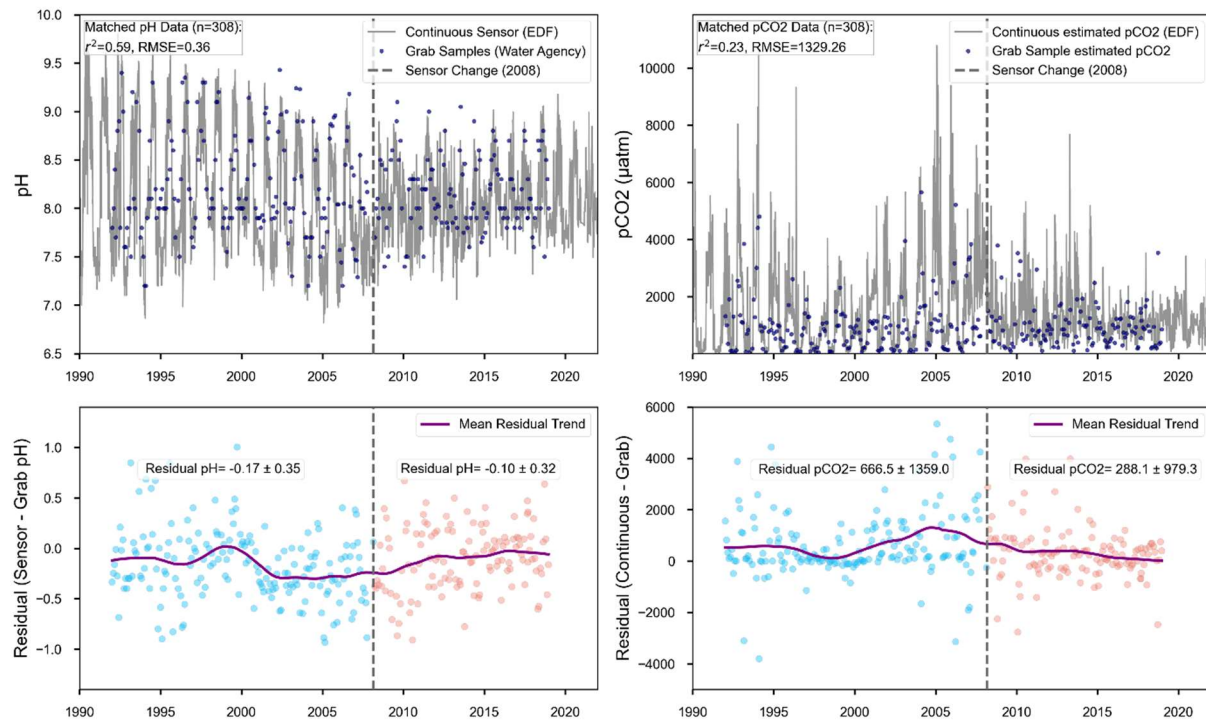 Matched pH Data (n=308):
r²=0.59, RMSE=0.36
Continuous Sensor (EDF)
Grab Samples (Water Agency)
Sensor Change (2008)
10.0
9.5
9.0
8.5
8.0
7.5
7.0
6.5
pH
1990
1995
2000
2005
2010
2015
2020
Matched pCO2 Data (n=308):
r²=0.23, RMSE=1329.26
Continuous estimated pCO2 (EDF)
Grab Sample estimated pCO2
Sensor Change (2008)
10000
8000
6000
4000
2000
pCO2 (µatm)
1990
1995
2000
2005
2010
2015
2020
Mean Residual Trend
Residual pH= -0.17 ± 0.35
Residual pH= -0.10 ± 0.32
1.0
0.5
0.0
−0.5
−1.0
Residual (Sensor - Grab pH)
1990
1995
2000
2005
2010
2015
2020
Mean Residual Trend
Residual pCO2= 666.5 ± 1359.0
Residual pCO2= 288.1 ± 979.3
6000
4000
2000
0
−2000
−4000
Residual (Continuous - Grab)
1990
1995
2000
2005
2010
2015
2020